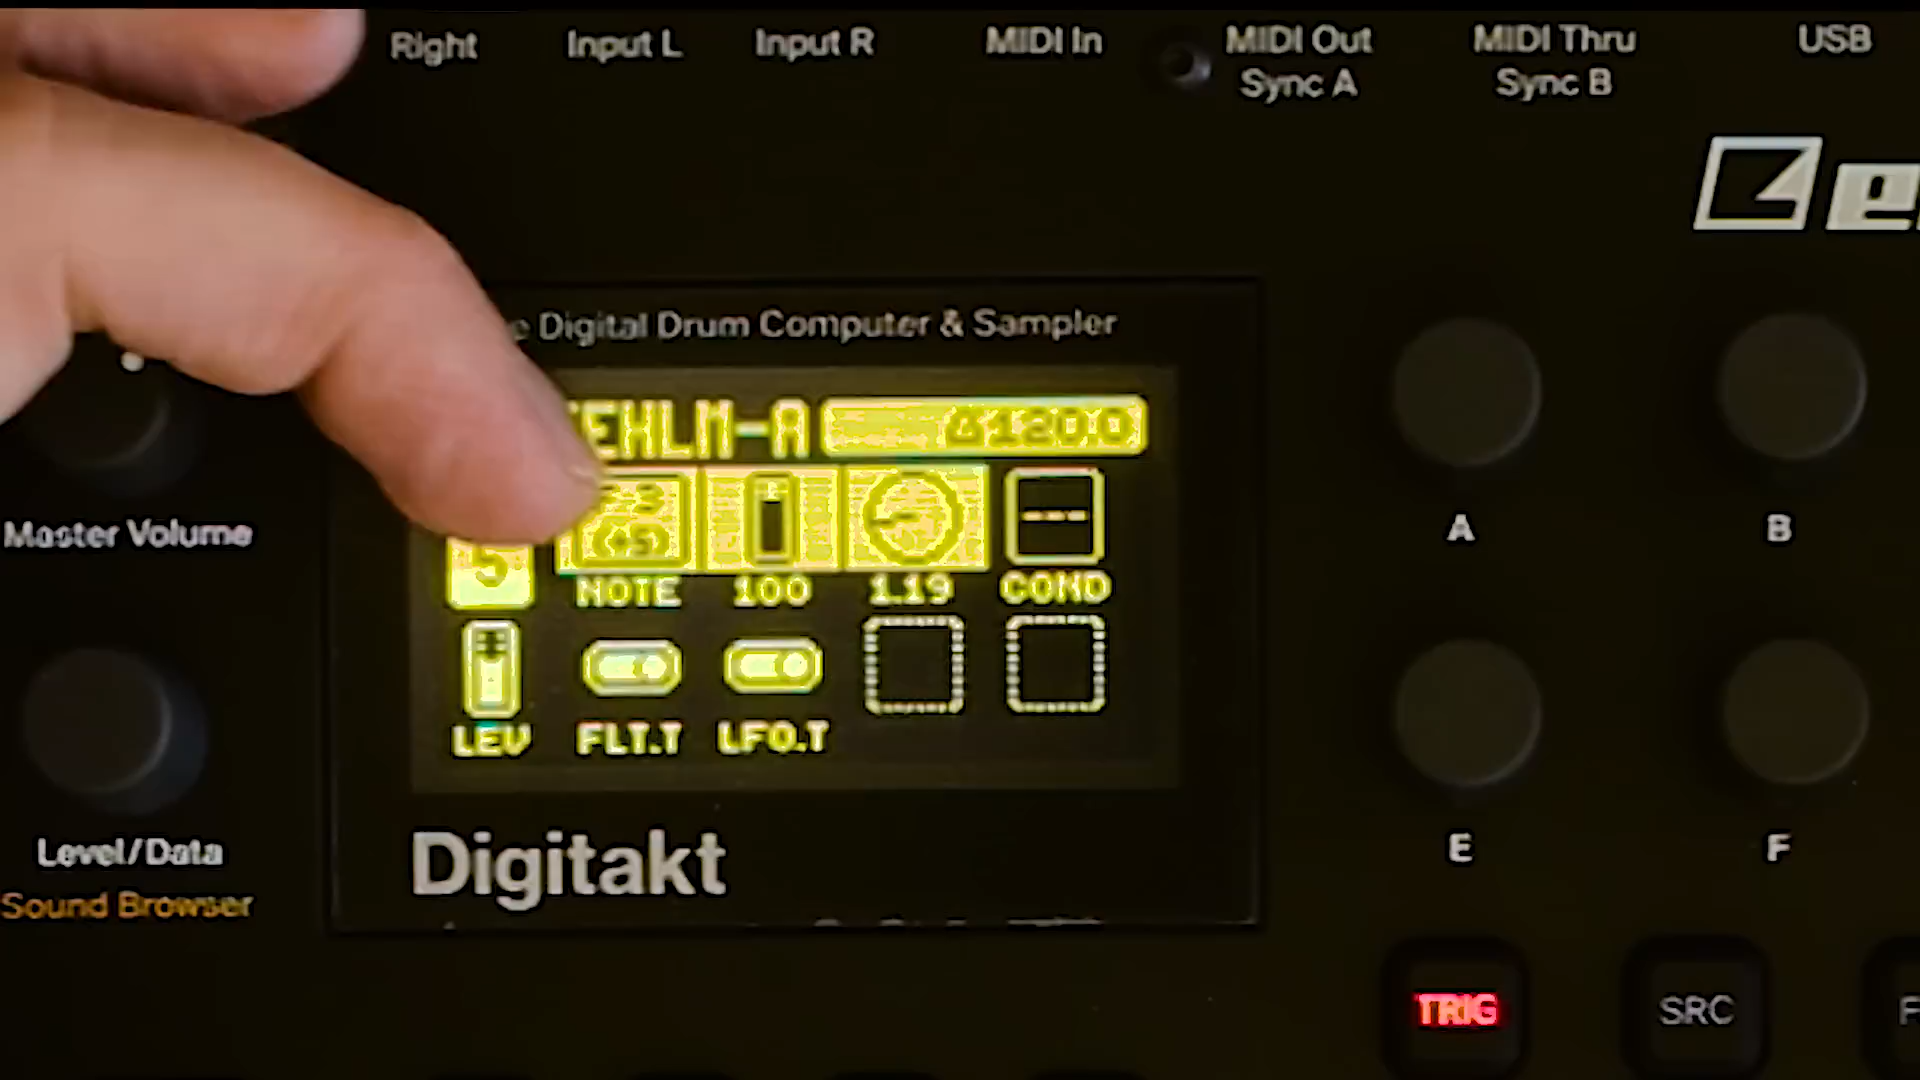 Right Input L Input R MIDI In MIDI Out MIDI Thru USB
Sync A Sync B
Digital Drum Computer & Sampler
120.0
5 NOTE 100 1.19 COND
LEV FLT.T LFO.T
Digitakt
Master Volume
Level/Data
Sound Browser
A B
E F
TRIG SRC